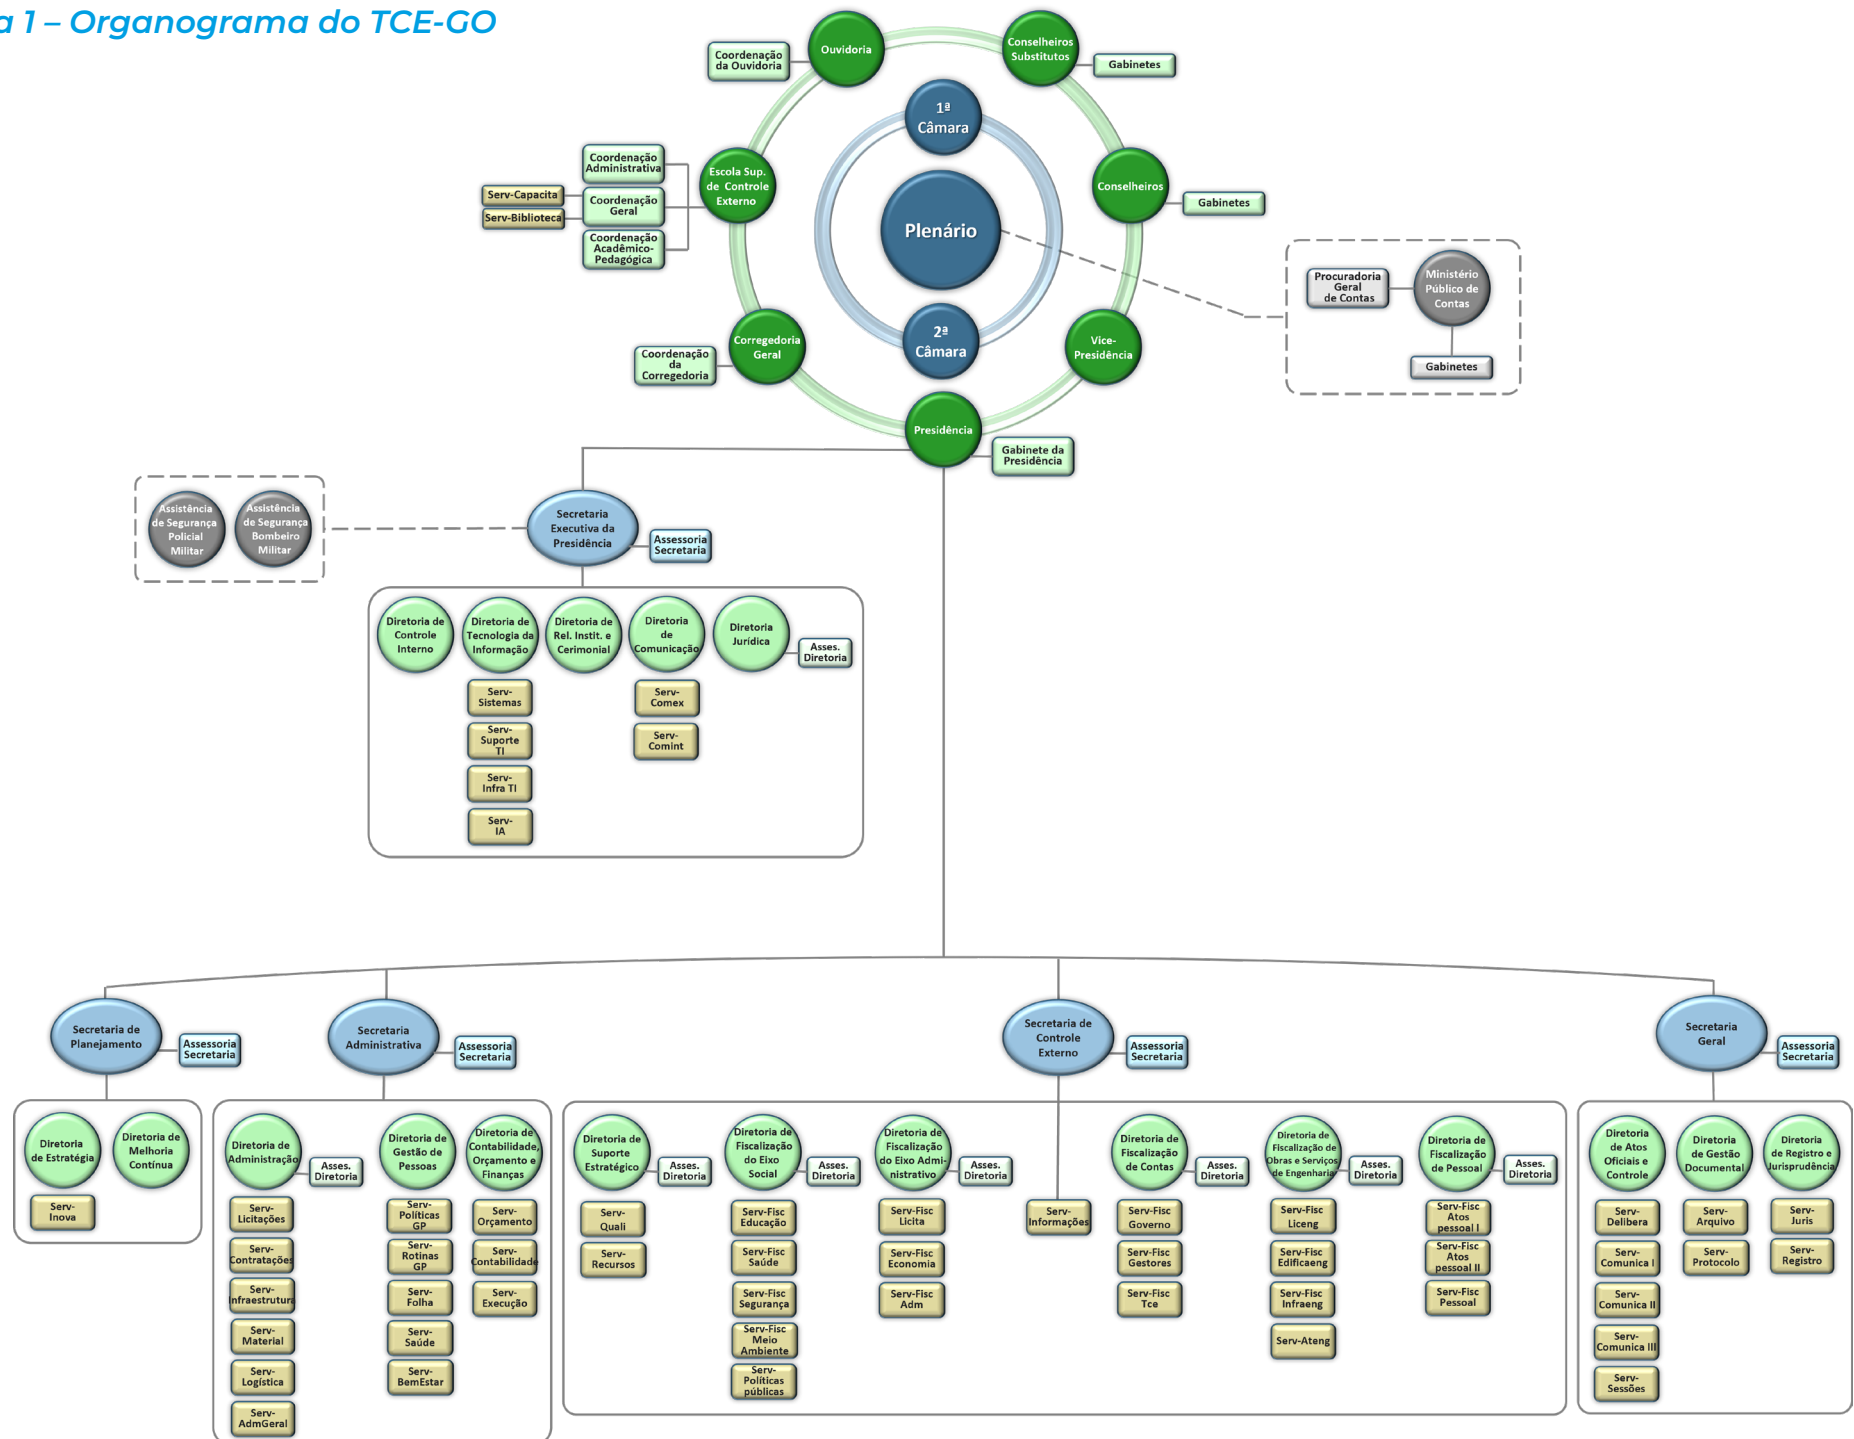 a 1 – Organograma do TCE-GO
Ouvidoria
Coordenação
da Ouvidoria
Conselheiros
Substitutos
Gabinetes
1ª
Câmara
Plenário
2ª
Câmara
Escola Sup.
de Controle
Externo
Coordenação
Administrativa
Coordenação
Geral
Coordenação
Acadêmico-
Pedagógica
Serv-Capacita
Serv-Biblioteca
Conselheiros
Gabinetes
Procuradoria
Geral
de Contas
Ministério
Público de
Contas
Gabinetes
Corregedoria
Geral
Coordenação
da
Corregedoria
Vice-
Presidência
Presidência
Gabinete da
Presidência
Assistência
de Segurança
Policial
Militar
Assistência
de Segurança
Bombeiro
Militar
Secretaria
Executiva da
Presidência
Assessoria
Secretaria
Diretoria de
Controle
Interno
Diretoria de
Tecnologia da
Informação
Diretoria de
Rel. Instit. e
Cerimonial
Diretoria
de
Comunicação
Diretoria
Jurídica
Asses.
Diretoria
Serv-
Sistemas
Serv-
Suporte
TI
Serv-
Infra TI
Serv-
IA
Serv-
Comex
Serv-
Comint
Secretaria de
Planejamento
Assessoria
Secretaria
Secretaria
Administrativa
Assessoria
Secretaria
Secretaria de
Controle
Externo
Assessoria
Secretaria
Secretaria
Geral
Assessoria
Secretaria
Diretoria
de Estratégia
Diretoria de
Melhoria
Contínua
Serv-
Inova
Diretoria de
Administração
Asses.
Diretoria
Serv-
Licitações
Serv-
Contratações
Serv-
Infraestrutura
Serv-
Material
Serv-
Logística
Serv-
AdmGeral
Diretoria de
Gestão de
Pessoas
Serv-
Políticas
GP
Serv-
Rotinas
GP
Serv-
Folha
Serv-
Saúde
Serv-
BemEstar
Diretoria de
Contabilidade,
Orçamento e
Finanças
Serv-
Orçamento
Serv-
Contabilidade
Serv-
Execução
Diretoria de
Suporte
Estratégico
Asses.
Diretoria
Serv-
Quali
Serv-
Recursos
Diretoria de
Fiscalização
do Eixo
Social
Asses.
Diretoria
Serv-Fisc
Educação
Serv-Fisc
Saúde
Serv-Fisc
Segurança
Serv-Fisc
Meio
Ambiente
Serv-
Políticas
públicas
Diretoria de
Fiscalização
do Eixo Admi-
nistrativo
Asses.
Diretoria
Serv-Fisc
Licita
Serv-Fisc
Economia
Serv-Fisc
Adm
Serv-
Informações
Diretoria de
Fiscalização
de Contas
Asses.
Diretoria
Serv-Fisc
Governo
Serv-Fisc
Gestores
Serv-Fisc
Tce
Diretoria de
Fiscalização de
Obras e Serviços
de Engenharia
Asses.
Diretoria
Serv-Fisc
Liceng
Serv-Fisc
Edificaeng
Serv-Fisc
Infraeng
Serv-Ateng
Diretoria de
Fiscalização
de Pessoal
Asses.
Diretoria
Serv-Fisc
Atos
pessoal I
Serv-Fisc
Atos
pessoal II
Serv-Fisc
Pessoal
Diretoria
de Atos
Oficiais e
Controle
Serv-
Delibera
Serv-
Comunica I
Serv-
Comunica II
Serv-
Comunica III
Serv-
Sessões
Diretoria
de Gestão
Documental
Serv-
Arquivo
Serv-
Protocolo
Diretoria
de Registro e
Jurisprudência
Serv-
Juris
Serv-
Registro